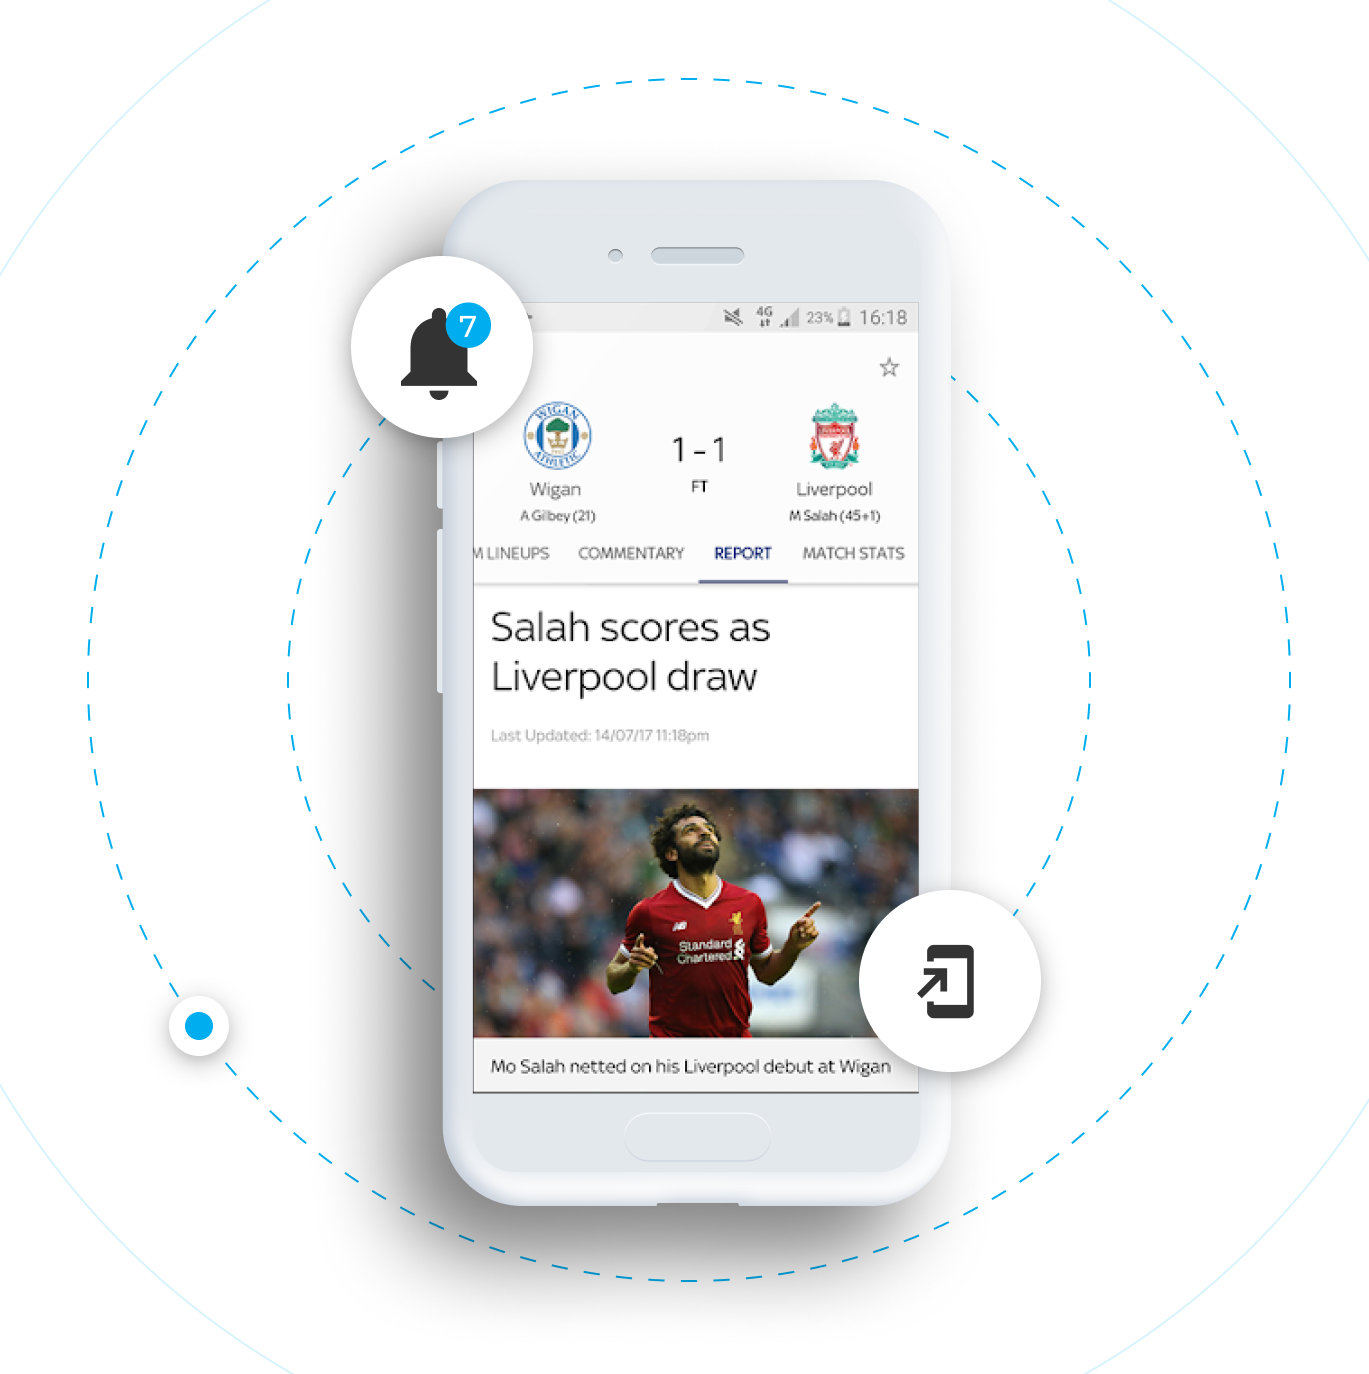 7
4G 23% 16:18
WIGAN
ATHLETIC
LIVERPOOL
1 - 1
FT
Wigan
Liverpool
A Gilbey (21)
M Salah (45+1)
M LINEUPS COMMENTARY REPORT MATCH STATS
Salah scores as
Liverpool draw
Last Updated: 14/07/17 11:18pm
Standard
Chartered
Mo Salah netted on his Liverpool debut at Wigan